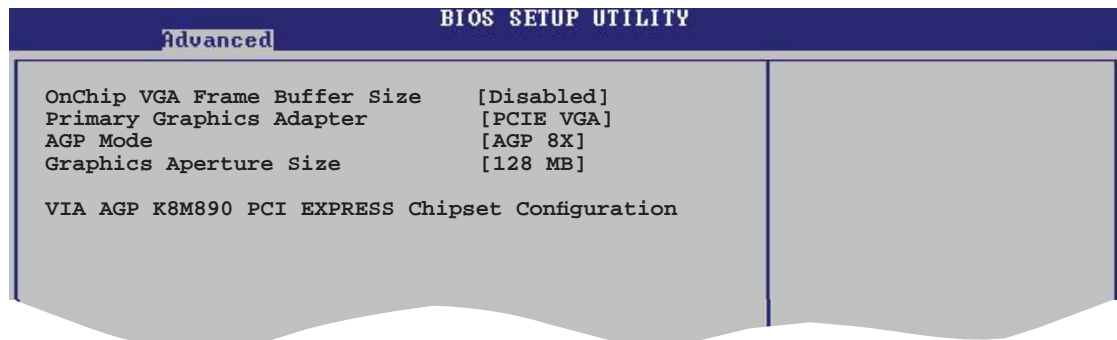 BIOS SETUP UTILITY
Advanced
OnChip VGA Frame Buffer Size [Disabled]
Primary Graphics Adapter [PCIE VGA]
AGP Mode [AGP 8X]
Graphics Aperture Size [128 MB]
VIA AGP K8M890 PCI EXPRESS Chipset Configuration